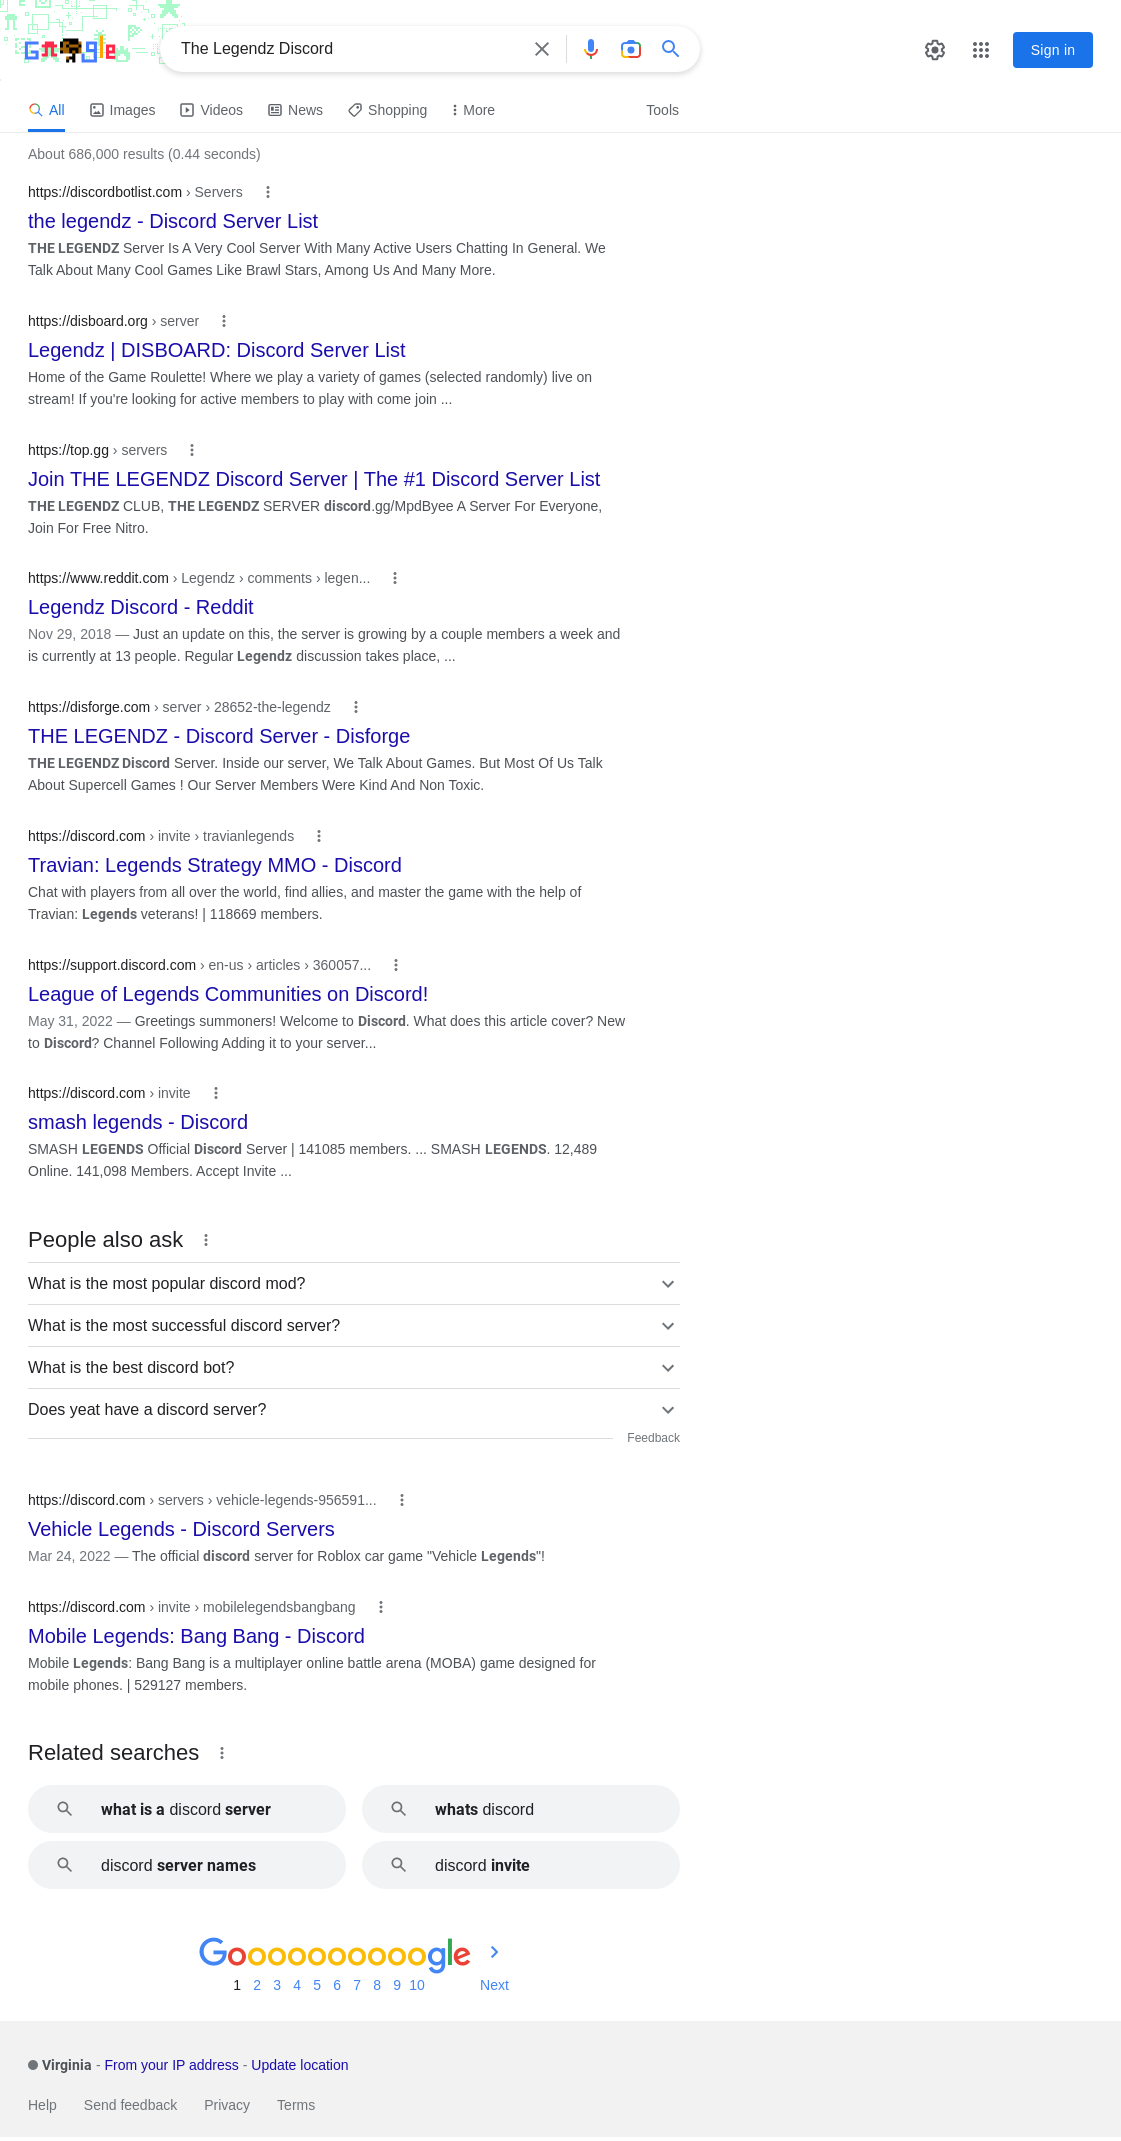 Google The Legendz Discord Sign in
All Images Videos News Shopping More Tools
About 686,000 results (0.44 seconds)
https://discordbotlist.com › Servers
the legendz - Discord Server List
THE LEGENDZ Server Is A Very Cool Server With Many Active Users Chatting In General. We
Talk About Many Cool Games Like Brawl Stars, Among Us And Many More.
https://disboard.org › server
Legendz | DISBOARD: Discord Server List
Home of the Game Roulette! Where we play a variety of games (selected randomly) live on
stream! If you're looking for active members to play with come join ...
https://top.gg › servers
Join THE LEGENDZ Discord Server | The #1 Discord Server List
THE LEGENDZ CLUB, THE LEGENDZ SERVER discord.gg/MpdByee A Server For Everyone,
Join For Free Nitro.
https://www.reddit.com › Legendz › comments › legen...
Legendz Discord - Reddit
Nov 29, 2018 — Just an update on this, the server is growing by a couple members a week and
is currently at 13 people. Regular Legendz discussion takes place, ...
https://disforge.com › server › 28652-the-legendz
THE LEGENDZ - Discord Server - Disforge
THE LEGENDZ Discord Server. Inside our server, We Talk About Games. But Most Of Us Talk
About Supercell Games ! Our Server Members Were Kind And Non Toxic.
https://discord.com › invite › travianlegends
Travian: Legends Strategy MMO - Discord
Chat with players from all over the world, find allies, and master the game with the help of
Travian: Legends veterans! | 118669 members.
https://support.discord.com › en-us › articles › 360057...
League of Legends Communities on Discord!
May 31, 2022 — Greetings summoners! Welcome to Discord. What does this article cover? New
to Discord? Channel Following Adding it to your server...
https://discord.com › invite
smash legends - Discord
SMASH LEGENDS Official Discord Server | 141085 members. ... SMASH LEGENDS. 12,489
Online. 141,098 Members. Accept Invite ...
People also ask
What is the most popular discord mod?
What is the most successful discord server?
What is the best discord bot?
Does yeat have a discord server?
Feedback
https://discord.com › servers › vehicle-legends-956591...
Vehicle Legends - Discord Servers
Mar 24, 2022 — The official discord server for Roblox car game "Vehicle Legends"!
https://discord.com › invite › mobilelegendsbangbang
Mobile Legends: Bang Bang - Discord
Mobile Legends: Bang Bang is a multiplayer online battle arena (MOBA) game designed for
mobile phones. | 529127 members.
Related searches
what is a discord server whats discord
discord server names discord invite
Goooooooooogle
1 2 3 4 5 6 7 8 9 10 Next
Virginia - From your IP address - Update location
Help Send feedback Privacy Terms